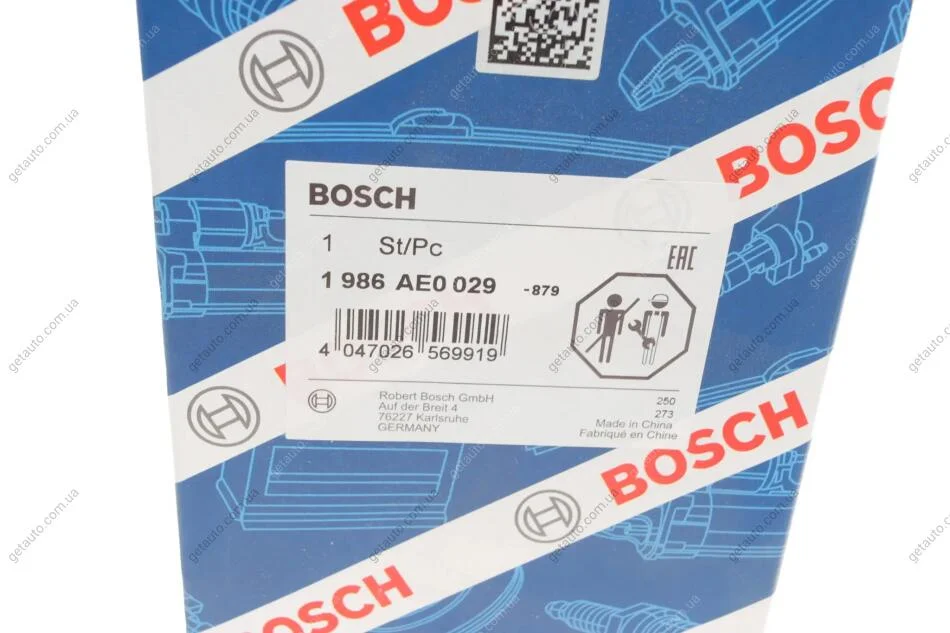 BOSCH
BOSCH
BOSCH
1 St/Pc
EAC
1 986 AE0 029 -879
4 047026 569919
Robert Bosch GmbH
Auf der Breit 4
76227 Karlsruhe
GERMANY
250
273
Made in China
Fabriqué en Chine
BOSCH
BOSCH
getauto.com.ua